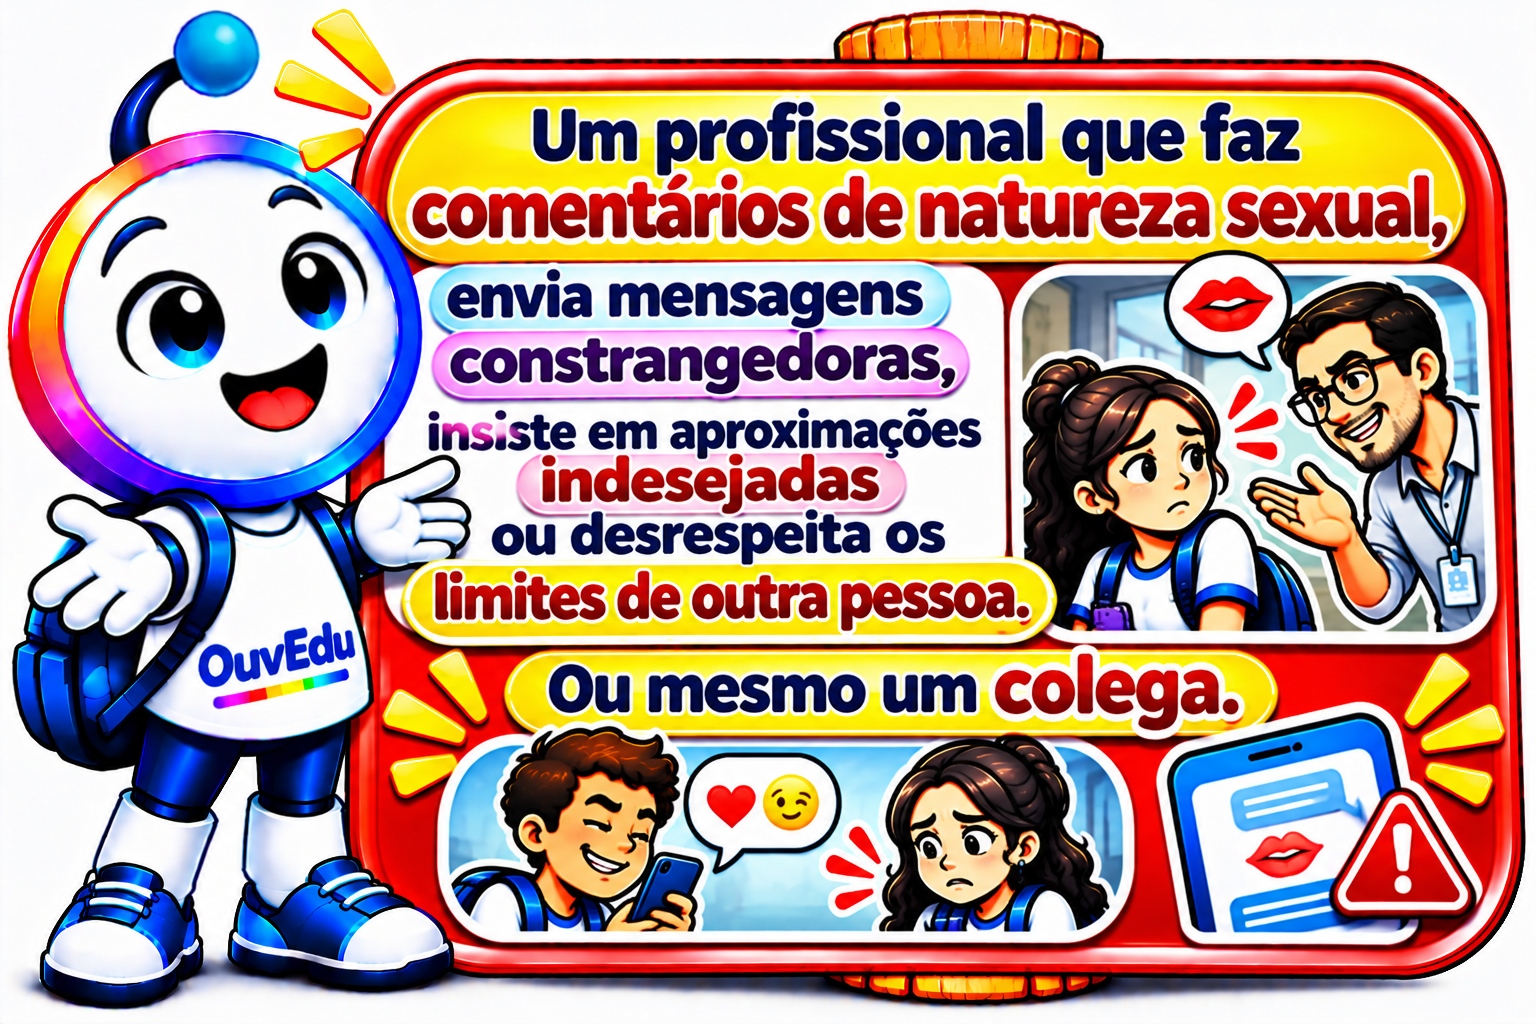 Um profissional que faz
comentários de natureza sexual,
envia mensagens
constrangedoras,
insiste em aproximações
indesejadas
ou desrespeita os
limites de outra pessoa.
OuvEdu
Ou mesmo um colega.
!